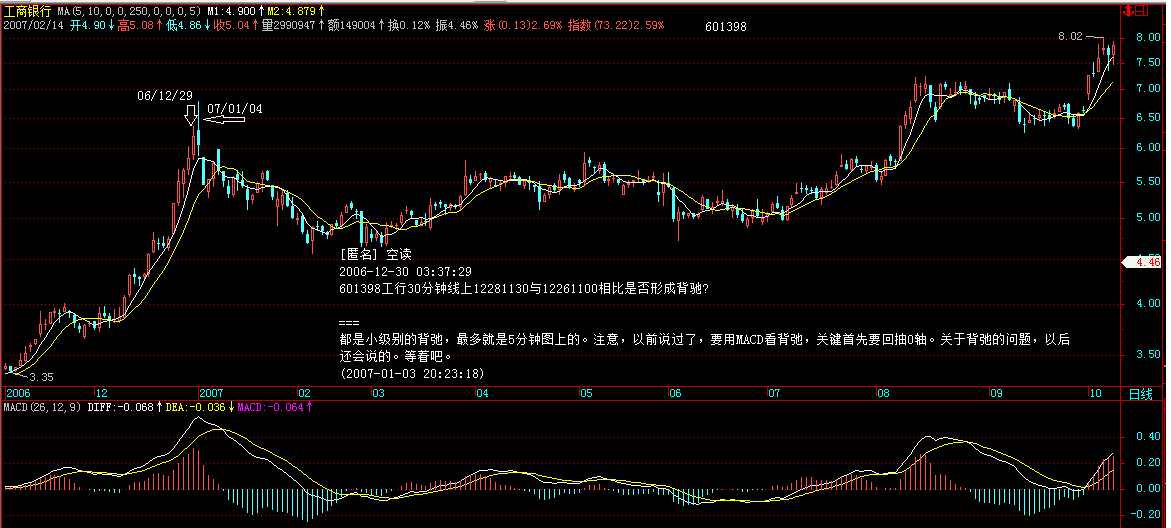 工商银行 MA(5,10,0,0,250,0,0,0,5) M1:4.900↑M2:4.879↑
2007/02/14 开4.90↓高5.08↑低4.86↓收5.04↑量2990947↑额149004↑换0.12% 振4.46% 涨(0.13)2.69% 指数(73.22)2.59%
601398
8.02
8.00
7.50
7.00
06/12/29
07/01/04
6.50
6.00
5.50
5.00
[匿名] 空读
4.46
2006-12-30 03:37:29
601398工行30分钟线上12281130与12261100相比是否形成背驰?
4.00
===
都是小级别的背弛，最多就是5分钟图上的。注意，以前说过了，要用MACD看背弛，关键首先要回抽0轴。关于背弛的问题，以后
还会说的。等着吧。
3.50
(2007-01-03 20:23:18)
3.35
2006 12 2007 02 03 04 05 06 07 08 09 10 日线
MACD(26,12,9) DIFF:-0.068↑DEA:-0.036↓MACD:-0.064↑
0.40
0.20
0.00
-0.20